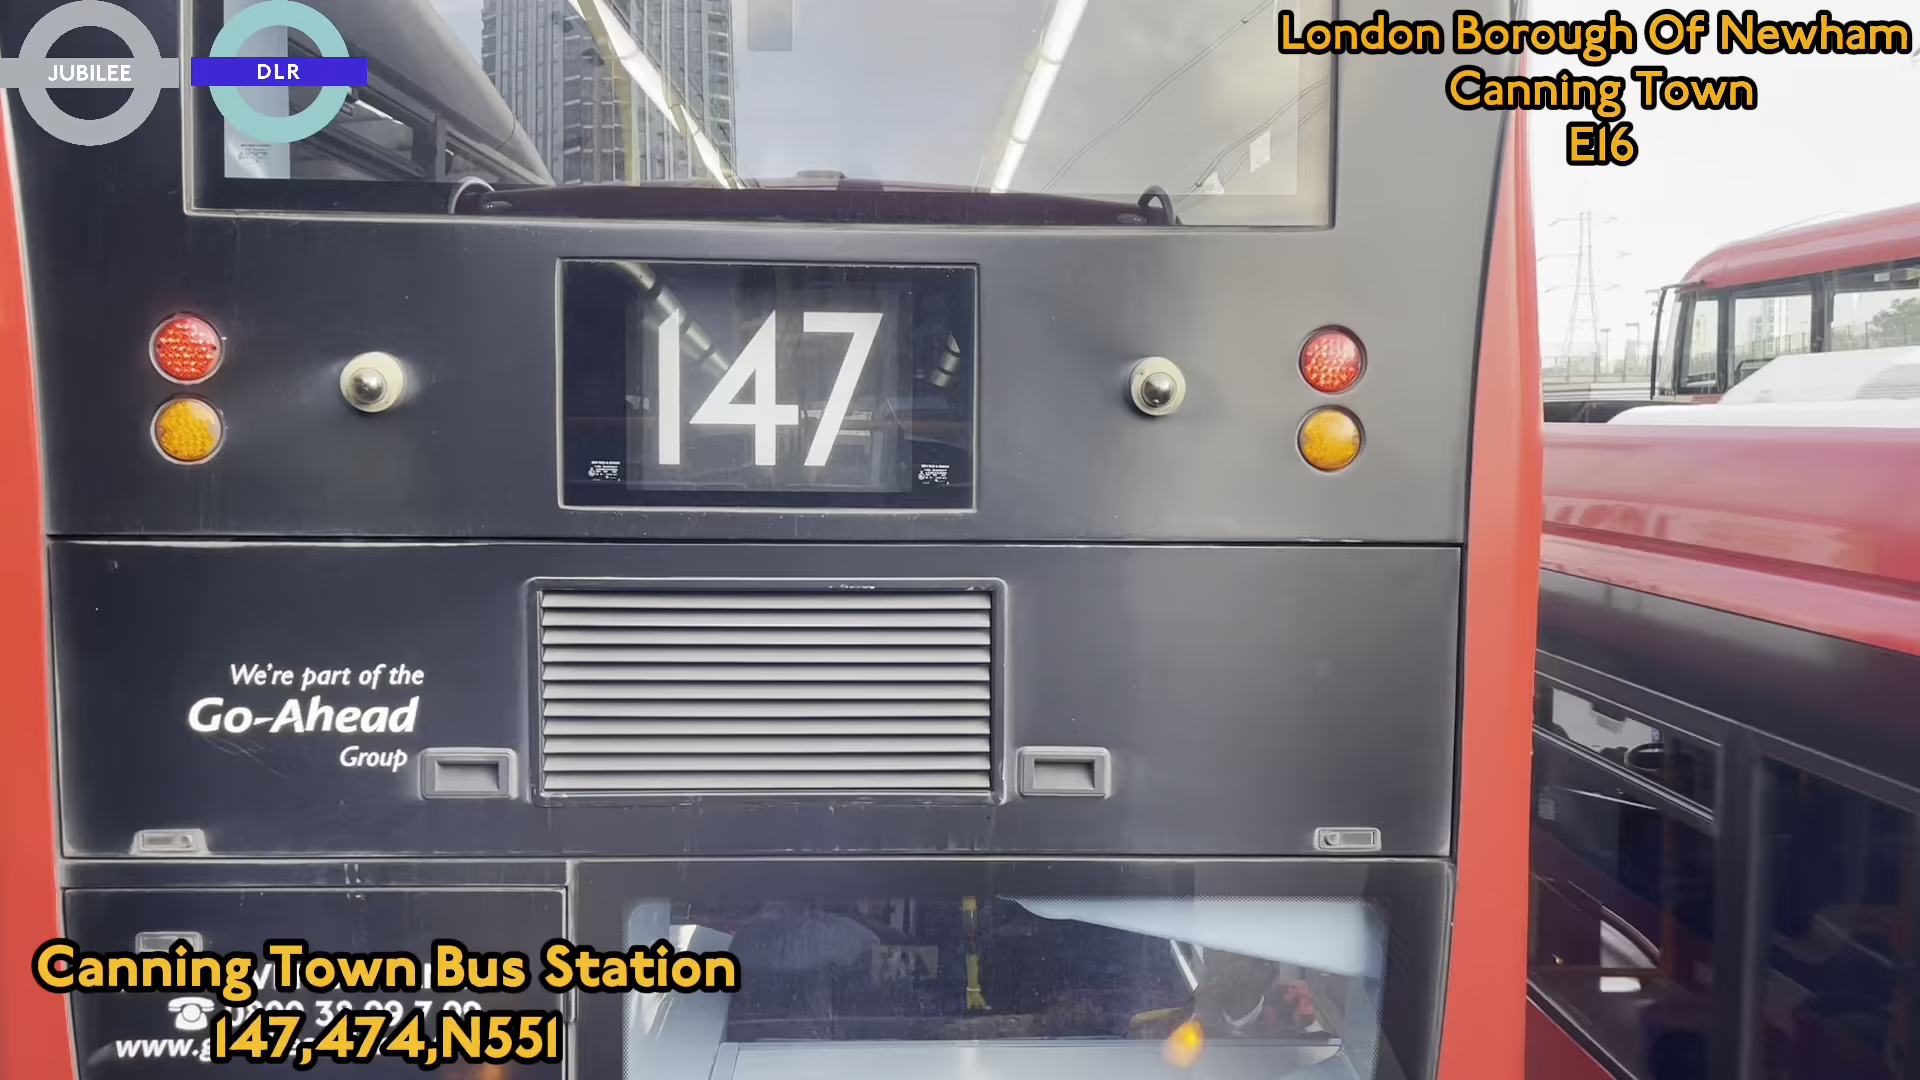 JUBILEE
DLR
London Borough Of Newham
Canning Town
E16
147
We're part of the
Go-Ahead
Group
Canning Town Bus Station
147,474,N551
www.g